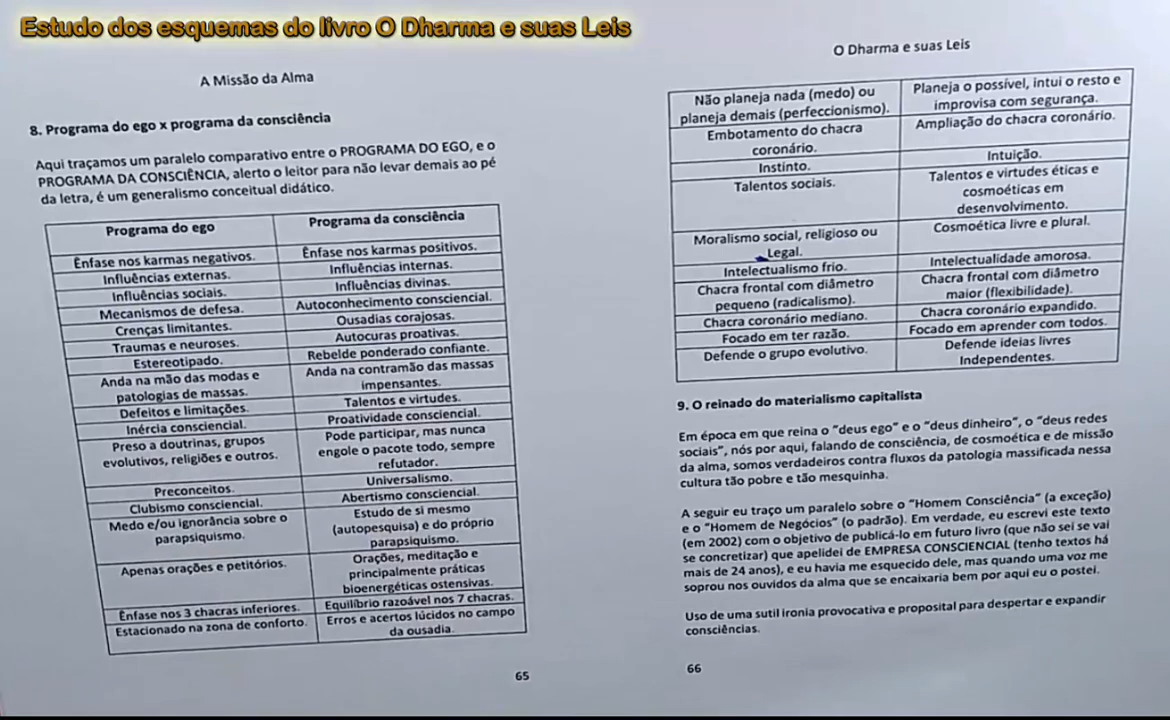 Estudo dos esquemas do livro O Dharma e suas Leis
A Missão da Alma
8. Programa do ego x programa da consciência
Aqui traçamos um paralelo comparativo entre o PROGRAMA DO EGO, e o
PROGRAMA DA CONSCIÊNCIA, alerto o leitor para não levar demais ao pé
da letra, é um generalismo conceitual didático.
Programa do ego
Programa da consciência
Ênfase nos karmas negativos.
Ênfase nos karmas positivos.
Influências externas.
Influências internas.
Influências sociais.
Influências divinas.
Mecanismos de defesa.
Autoconhecimento consciencial.
Crenças limitantes.
Ousadias corajosas.
Traumas e neuroses.
Autocuras proativas.
Estereotipado.
Rebelde ponderado confiante.
Anda na mão das modas e
patologias de massas.
Anda na contramão das massas
impensantes.
Defeitos e limitações.
Talentos e virtudes.
Inércia consciencial.
Proatividade consciencial.
Preso a doutrinas, grupos
evolutivos, religiões e outros.
Pode participar, mas nunca
engole o pacote todo, sempre
refutador.
Preconceitos.
Universalismo.
Clubismo consciencial.
Abertismo consciencial.
Medo e/ou ignorância sobre o
parapsiquismo.
Estudo de si mesmo
(autopesquisa) e do próprio
parapsiquismo.
Apenas orações e petitórios.
Orações, meditação e
principalmente práticas
bioenergéticas ostensivas.
Ênfase nos 3 chacras inferiores.
Equilíbrio razoável nos 7 chacras.
Estacionado na zona de conforto.
Erros e acertos lúcidos no campo
da ousadia.
65
O Dharma e suas Leis
Não planeja nada (medo) ou
planeja demais (perfeccionismo).
Planeja o possível, intui o resto e
improvisa com segurança.
Embotamento do chacra
coronário.
Ampliação do chacra coronário.
Instinto.
Intuição.
Talentos sociais.
Talentos e virtudes éticas e
cosmoéticas em
desenvolvimento.
Moralismo social, religioso ou
Legal.
Cosmoética livre e plural.
Intelectualismo frio.
Intelectualidade amorosa.
Chacra frontal com diâmetro
pequeno (radicalismo).
Chacra frontal com diâmetro
maior (flexibilidade).
Chacra coronário mediano.
Chacra coronário expandido.
Focado em ter razão.
Focado em aprender com todos.
Defende o grupo evolutivo.
Defende ideias livres
Independentes.
9. O reinado do materialismo capitalista
Em época em que reina o "deus ego" e o "deus dinheiro", o "deus redes
sociais", nós por aqui, falando de consciência, de cosmoética e de missão
da alma, somos verdadeiros contra fluxos da patologia massificada nessa
cultura tão pobre e tão mesquinha.
A seguir eu traço um paralelo sobre o "Homem Consciência" (a exceção)
e o "Homem de Negócios" (o padrão). Em verdade, eu escrevi este texto
(em 2002) com o objetivo de publicá-lo em futuro livro (que não sei se vai
se concretizar) que apelidei de EMPRESA CONSCIENCIAL (tenho textos há
mais de 24 anos), e eu havia me esquecido dele, mas quando uma voz me
soprou nos ouvidos da alma que se encaixaria bem por aqui eu o postei.
Uso de uma sutil ironia provocativa e proposital para despertar e expandir
consciências.
66